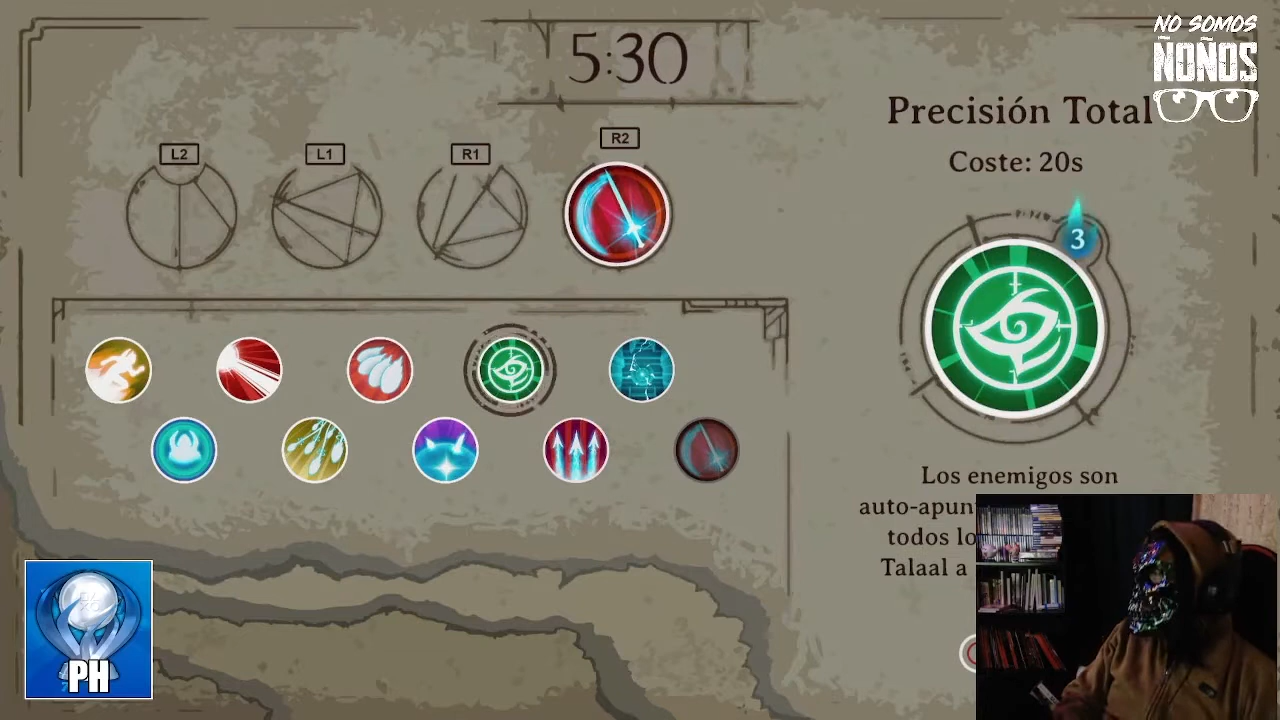 NO SOMOS
ÑOÑOS
5:30
L2
L1
R1
R2
Precisión Total
Coste: 20s
3
Los enemigos son
auto-apun
todos lo
Talaal a
PH